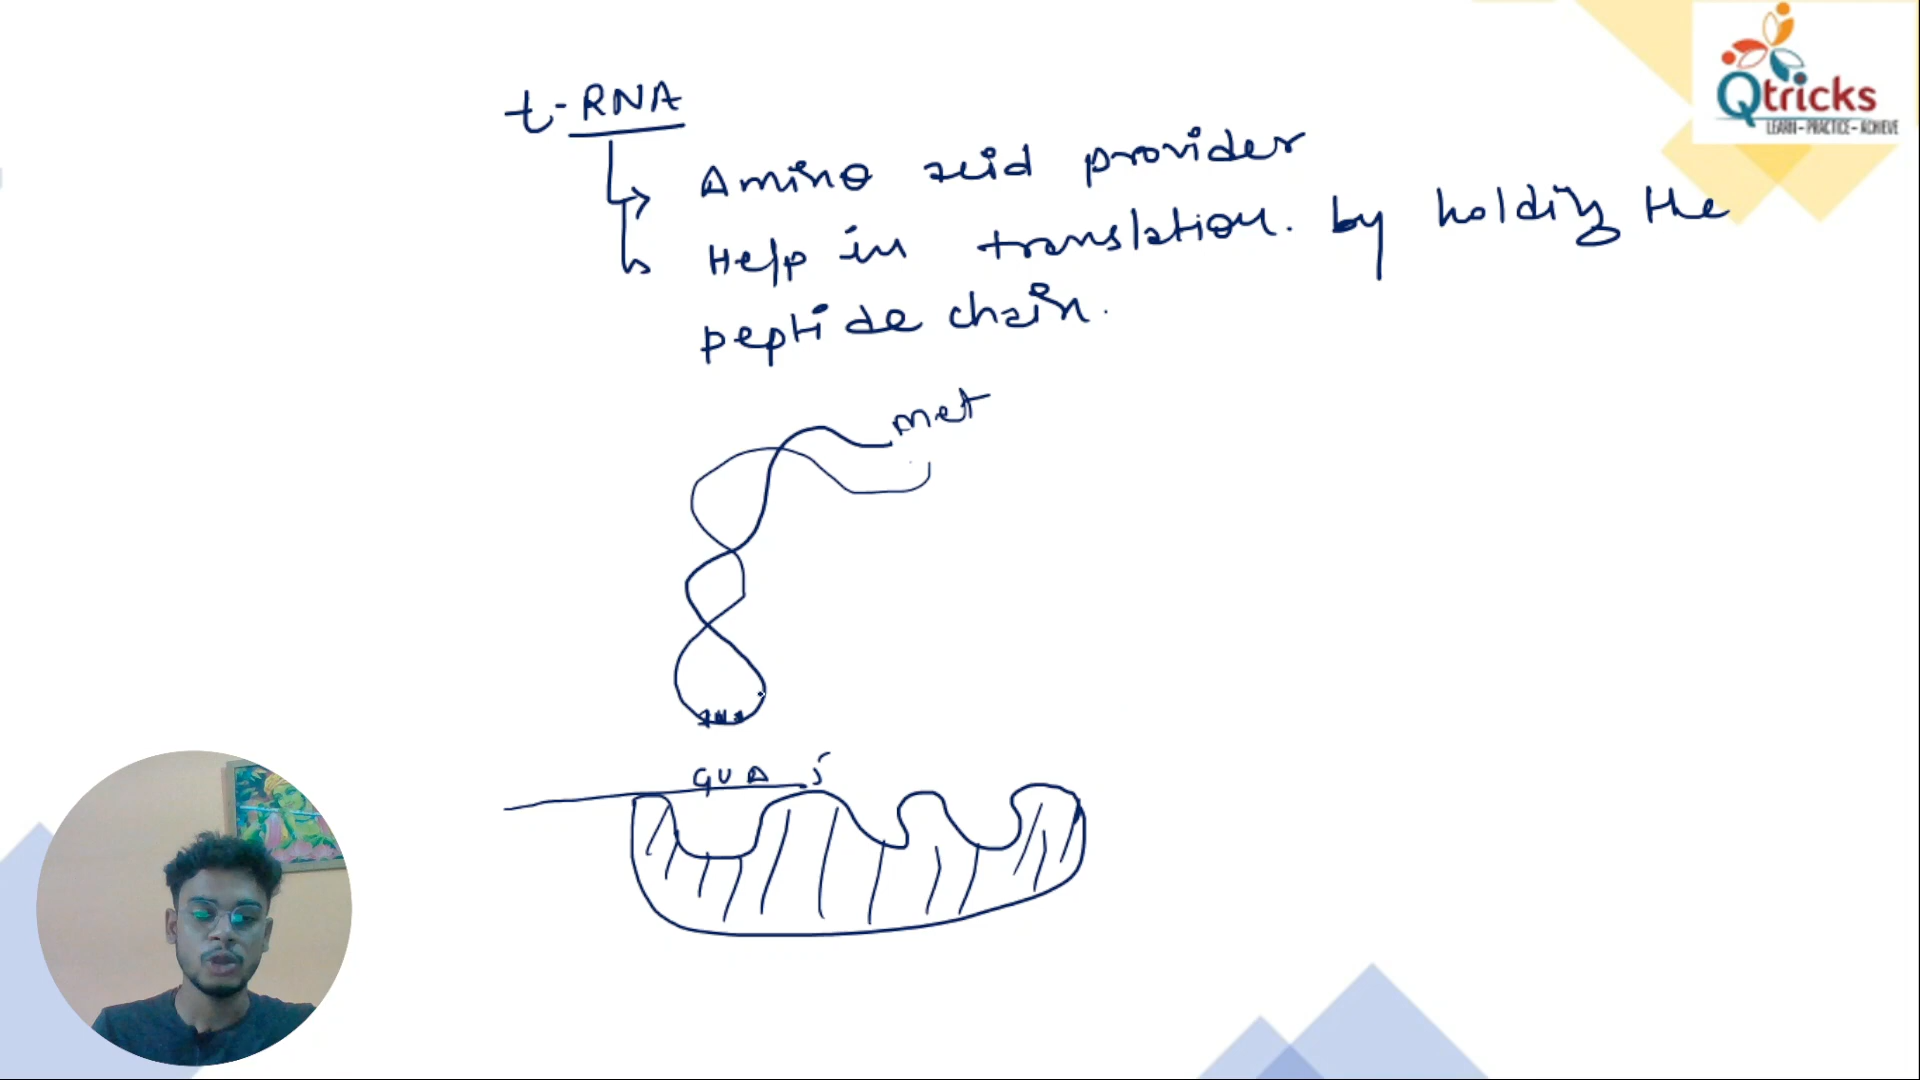 t-RNA
Amino acid provider
Help in translation. by holding the
peptide chain.
met
GUA 5'
Qtricks
LEARN - PRACTICE - ACHIEVE